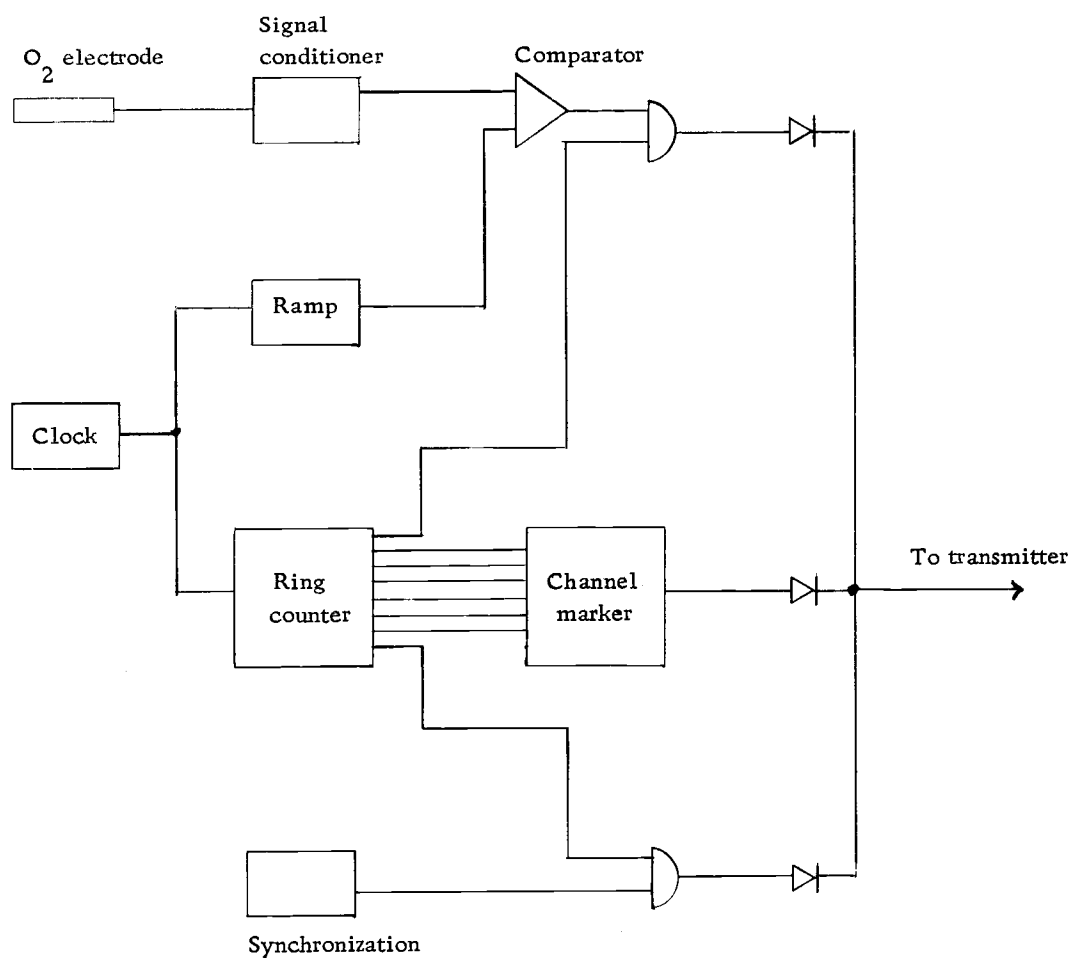 Signal
conditioner
O2 electrode
Comparator
Ramp
Clock
Ring
counter
Channel
marker
To transmitter
Synchronization